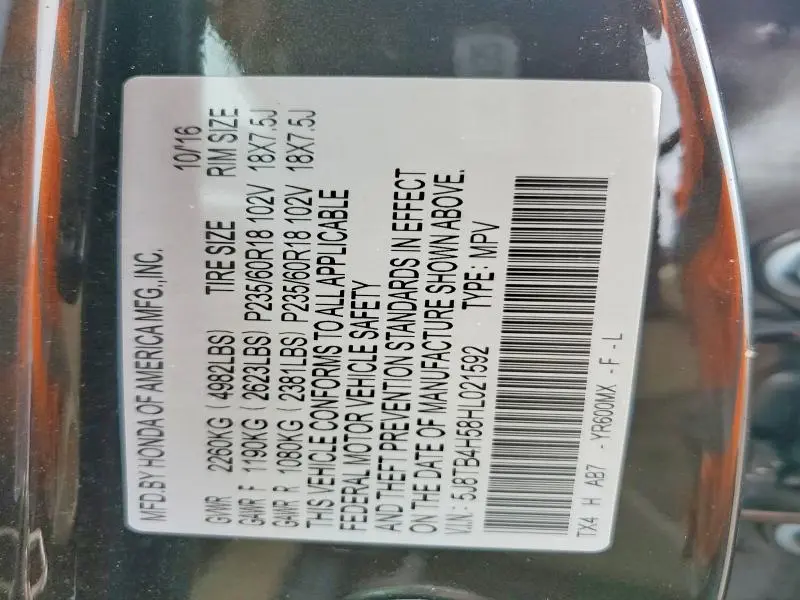 MFD.BY HONDA OF AMERICA MFG.,INC. 10/16
GVWR 2260KG ( 4982LBS) TIRE SIZE RIM SIZE
GAWR F 1190KG ( 2623LBS) P235/60R18 102V 18X7.5J
GAWR R 1080KG ( 2381LBS) P235/60R18 102V 18X7.5J
THIS VEHICLE CONFORMS TO ALL APPLICABLE
FEDERAL MOTOR VEHICLE SAFETY
AND THEFT PREVENTION STANDARDS IN EFFECT
ON THE DATE OF MANUFACTURE SHOWN ABOVE.
V.I.N.: 5J8TB4H58HL021592 TYPE: MPV
TX4 H AB7 -YR600MX -F -L